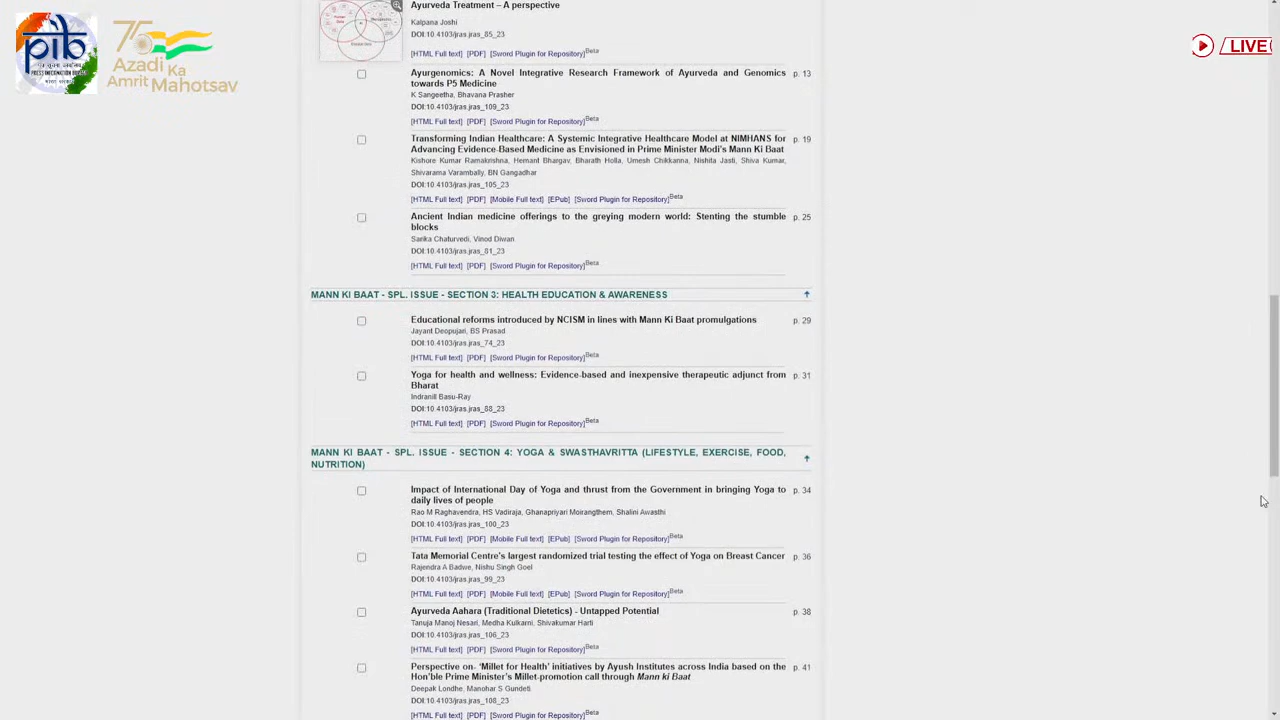 pib
PRESS INFORMATION BUREAU
75
Azadi
Ka
Amrit
Mahotsav
LIVE
Ayurveda Treatment – A perspective
Kalpana Joshi
DOI:10.4103/jras.jras_85_23
[HTML Full text] [PDF] [Sword Plugin for Repository]Beta
Ayurgenomics: A Novel Integrative Research Framework of Ayurveda and Genomics p. 13
towards P5 Medicine
K Sangeetha, Bhavana Prasher
DOI:10.4103/jras.jras_109_23
[HTML Full text] [PDF] [Sword Plugin for Repository]Beta
Transforming Indian Healthcare: A Systemic Integrative Healthcare Model at NIMHANS for p. 19
Advancing Evidence-Based Medicine as Envisioned in Prime Minister Modi's Mann Ki Baat
Kishore Kumar Ramakrishna, Hemant Bhargav, Bharath Holla, Umesh Chikkanna, Nishita Jasti, Shiva Kumar,
Shivarama Varambally, BN Gangadhar
DOI:10.4103/jras.jras_105_23
[HTML Full text] [PDF] [Mobile Full text] [EPub] [Sword Plugin for Repository]Beta
Ancient Indian medicine offerings to the greying modern world: Stenting the stumble p. 25
blocks
Sarika Chaturvedi, Vinod Diwan
DOI:10.4103/jras.jras_81_23
[HTML Full text] [PDF] [Sword Plugin for Repository]Beta
MANN KI BAAT - SPL. ISSUE - SECTION 3: HEALTH EDUCATION & AWARENESS
Educational reforms introduced by NCISM in lines with Mann Ki Baat promulgations p. 29
Jayant Deopujari, BS Prasad
DOI:10.4103/jras.jras_74_23
[HTML Full text] [PDF] [Sword Plugin for Repository]Beta
Yoga for health and wellness: Evidence-based and inexpensive therapeutic adjunct from p. 31
Bharat
Indranill Basu-Ray
DOI:10.4103/jras.jras_88_23
[HTML Full text] [PDF] [Sword Plugin for Repository]Beta
MANN KI BAAT - SPL. ISSUE - SECTION 4: YOGA & SWASTHAVRITTA (LIFESTYLE, EXERCISE, FOOD,
NUTRITION)
Impact of International Day of Yoga and thrust from the Government in bringing Yoga to p. 34
daily lives of people
Rao M Raghavendra, HS Vadiraja, Ghanapriyari Moirangthem, Shalini Awasthi
DOI:10.4103/jras.jras_100_23
[HTML Full text] [PDF] [Mobile Full text] [EPub] [Sword Plugin for Repository]Beta
Tata Memorial Centre's largest randomized trial testing the effect of Yoga on Breast Cancer p. 36
Rajendra A Badwe, Nishu Singh Goel
DOI:10.4103/jras.jras_99_23
[HTML Full text] [PDF] [Mobile Full text] [EPub] [Sword Plugin for Repository]Beta
Ayurveda Aahara (Traditional Dietetics) - Untapped Potential p. 38
Tanuja Manoj Nesari, Medha Kulkarni, Shivakumar Harti
DOI:10.4103/jras.jras_106_23
[HTML Full text] [PDF] [Sword Plugin for Repository]Beta
Perspective on- ‘Millet for Health’ initiatives by Ayush Institutes across India based on the p. 41
Hon'ble Prime Minister's Millet-promotion call through Mann ki Baat
Deepak Londhe, Manohar S Gundeti
DOI:10.4103/jras.jras_108_23
[HTML Full text] [PDF] [Sword Plugin for Repository]Beta